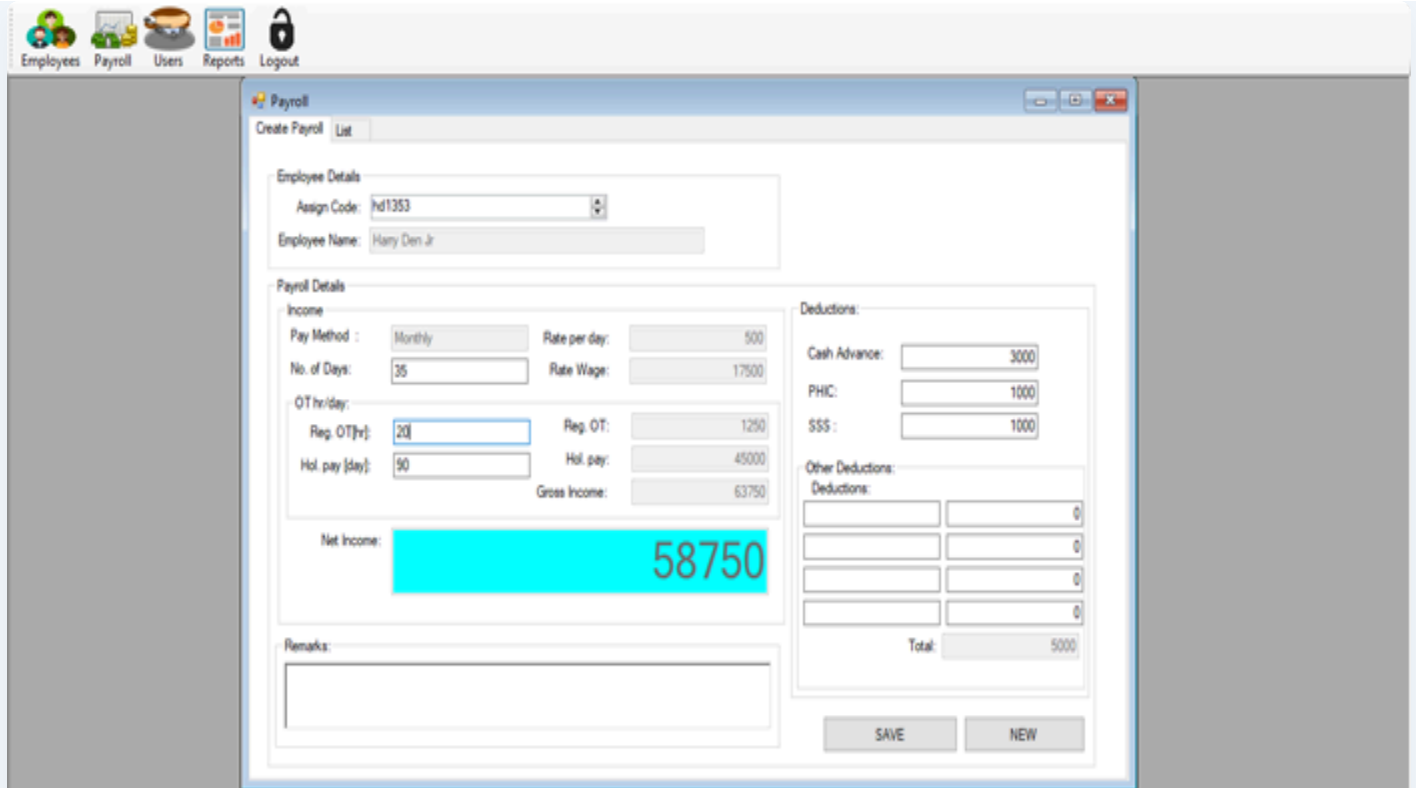 Employees Payroll Users Reports Logout
Payroll
Create Payroll List
Employee Details
Assign Code: hd1353
Employee Name: Harry Den Jr
Payroll Details
Income
Pay Method : Monthly Rate per day: 500
No. of Days: 35 Rate Wage: 17500
OT hr/day:
Reg. OT[hr]: 20 Reg. OT: 1250
Hol. pay [day]: 90 Hol. pay: 45000
Gross Income: 63750
Net Income: 58750
Remarks:
Deductions:
Cash Advance: 3000
PHIC: 1000
SSS : 1000
Other Deductions:
Deductions:
0
0
0
0
Total: 5000
SAVE NEW